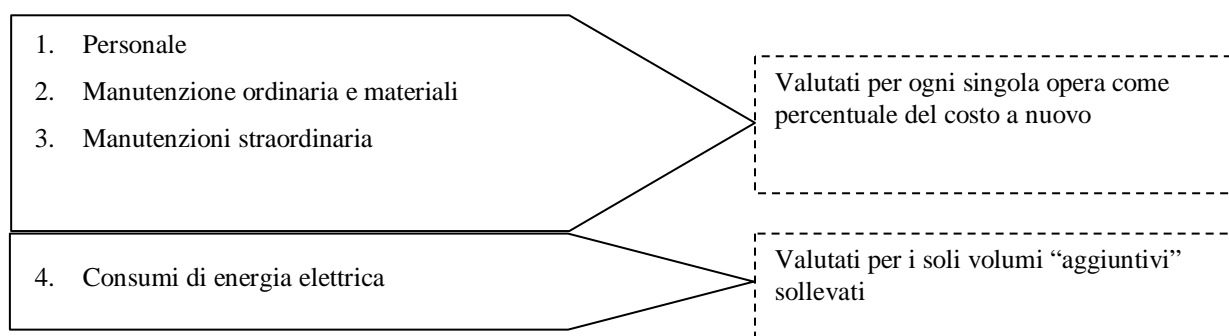 1. Personale
2. Manutenzione ordinaria e materiali
3. Manutenzioni straordinaria
Valutati per ogni singola opera come
percentuale del costo a nuovo
4. Consumi di energia elettrica
Valutati per i soli volumi “aggiuntivi”
sollevati